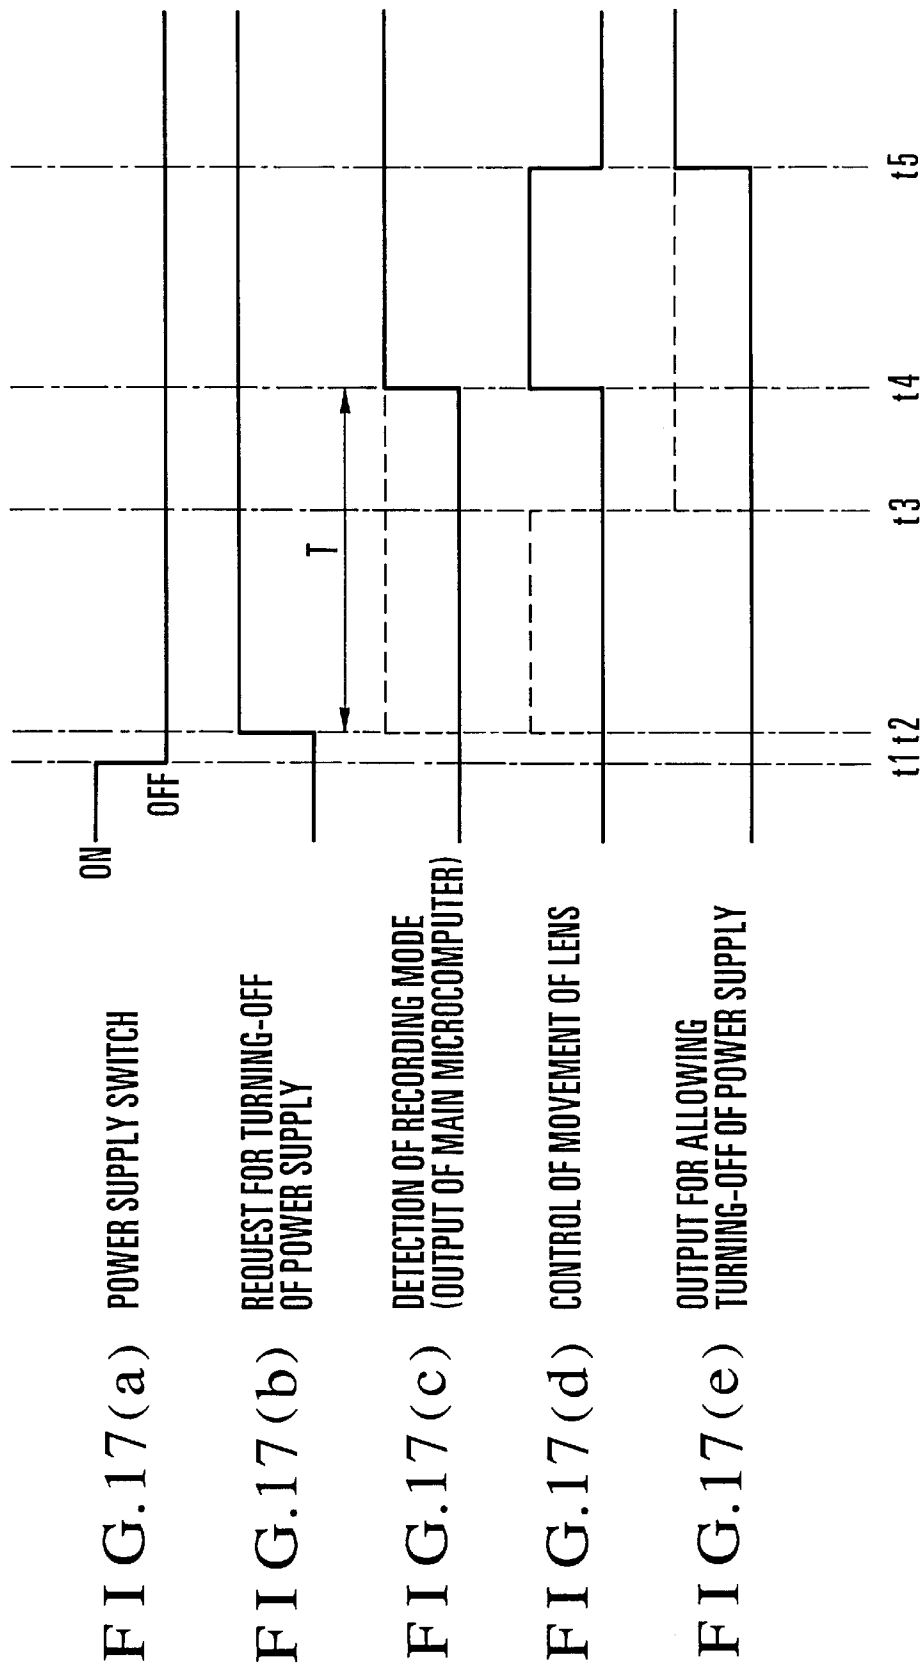 FIG.17(a) POWER SUPPLY SWITCH
ON
OFF
FIG.17(b) REQUEST FOR TURNING-OFF
OF POWER SUPPLY
T
FIG.17(c) DETECTION OF RECORDING MODE
(OUTPUT OF MAIN MICROCOMPUTER)
FIG.17(d) CONTROL OF MOVEMENT OF LENS
FIG.17(e) OUTPUT FOR ALLOWING
TURNING-OFF OF POWER SUPPLY
t1 t2 t3 t4 t5